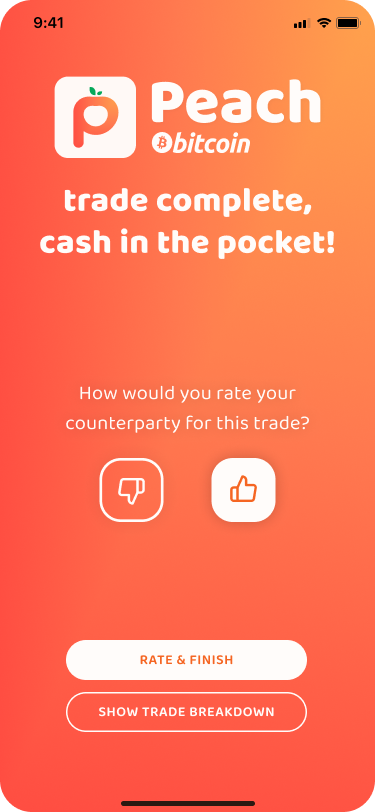 9:41
Peach
bitcoin
trade complete,
cash in the pocket!
How would you rate your
counterparty for this trade?
RATE & FINISH
SHOW TRADE BREAKDOWN